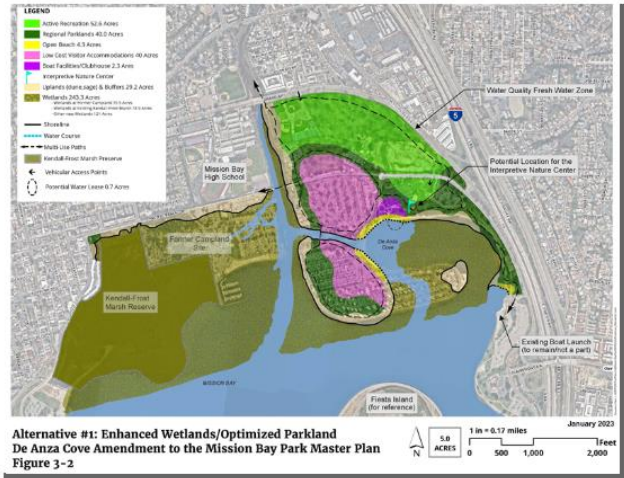 LEGEND
Active Recreation 52.6 Acres
Regional Parklands 40.0 Acres
Open Beach 4.3 Acres
Low Cost Visitor Accommodations 40 Acres
Boat Facilities/Clubhouse 2.3 Acres
Interpretive Nature Center
Uplands (dune, sage) & Buffers 29.2 Acres
Wetlands 245.3 Acres
Shoreline
Water Course
Multi-Use Paths
Kendall-Frost Marsh Preserve
Vehicular Access Points
Potential Water Lease 0.7 Acres
Water Quality Fresh Water Zone
5
Potential Location for the
Interpretive Nature Center
Mission Bay
High School
De Anza
Cove
Former Campland
Site
Kendall-Frost
Marsh Reserve
Existing Boat Launch
(to remain/not a part)
MISSION BAY
Fiesta Island
(for reference)
January 2023
Alternative #1: Enhanced Wetlands/Optimized Parkland
De Anza Cove Amendment to the Mission Bay Park Master Plan
Figure 3-2
N
5.0
ACRES
1 in = 0.17 miles
Feet
0 500 1,000 2,000